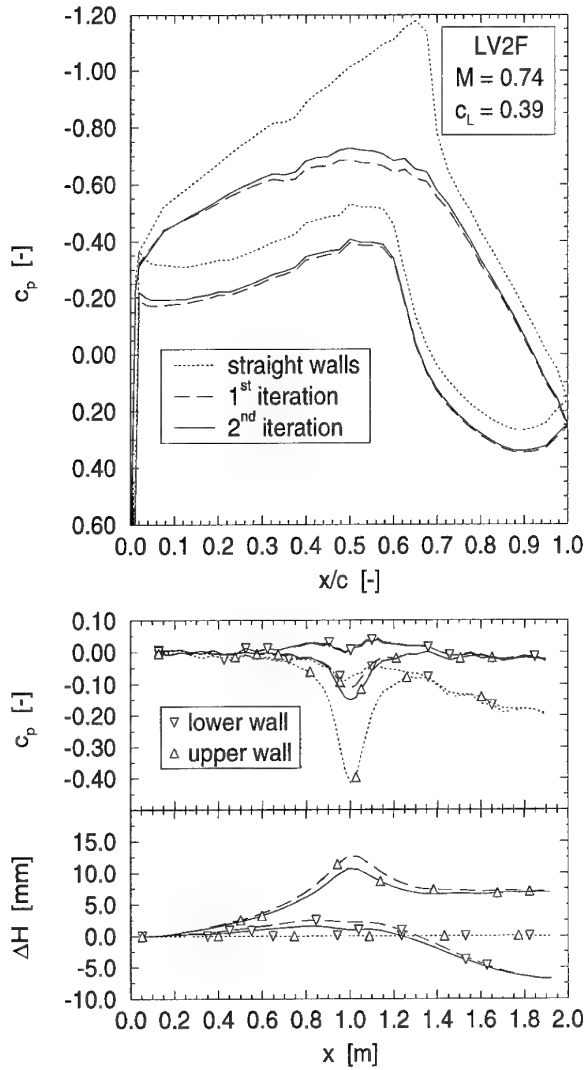 -1.20
-1.00
-0.80
-0.60
-0.40
-0.20
0.00
0.20
0.40
0.60
c_p [-]
LV2F
M = 0.74
c_L = 0.39
straight walls
1st iteration
2nd iteration
0.0 0.1 0.2 0.3 0.4 0.5 0.6 0.7 0.8 0.9 1.0
x/c [-]
0.10
0.00
-0.10
-0.20
-0.30
-0.40
c_p [-]
▽ lower wall
△ upper wall
15.0
10.0
5.0
0.0
-5.0
-10.0
ΔH [mm]
0.0 0.2 0.4 0.6 0.8 1.0 1.2 1.4 1.6 1.8 2.0
x [m]